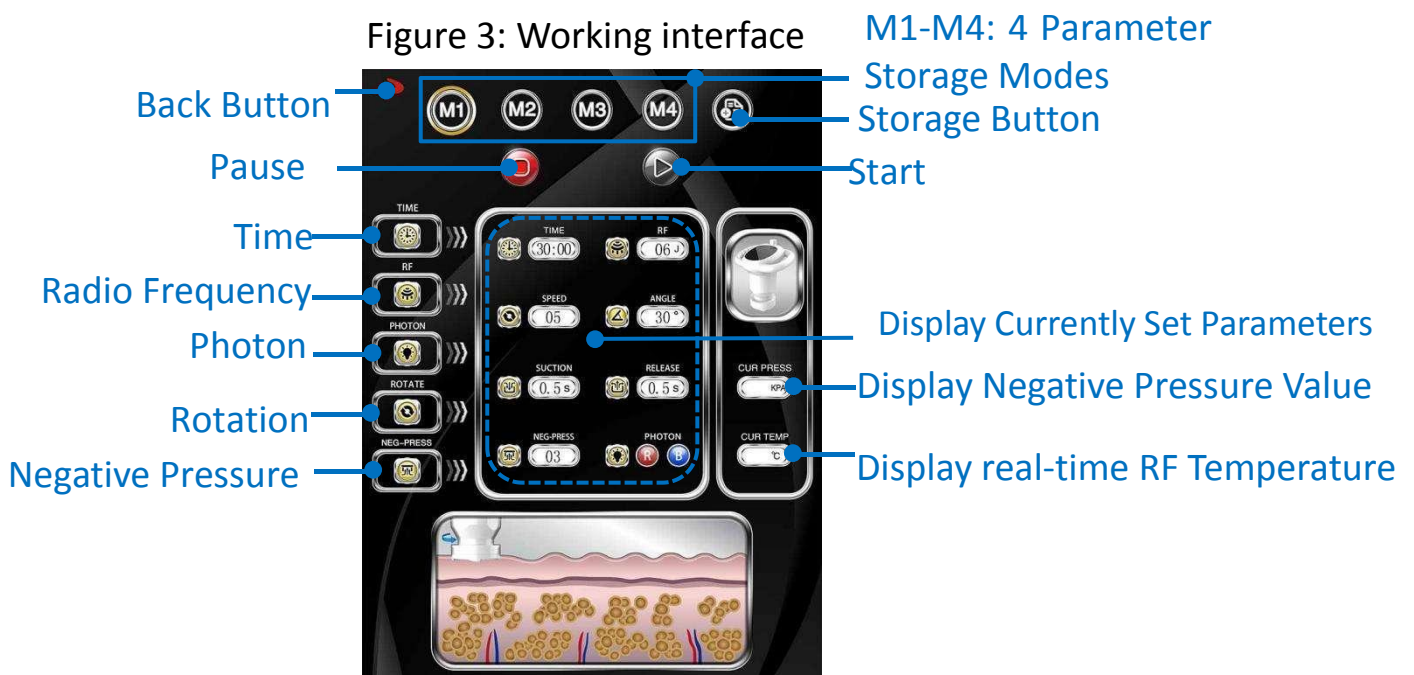 Figure 3: Working interface
M1-M4: 4 Parameter
Storage Modes
Back Button
M1 M2 M3 M4
Storage Button
Pause
Start
TIME
Time
RF
Radio Frequency
PHOTON
Photon
ROTATE
Rotation
NEG-PRESS
Negative Pressure
TIME RF
30:00 06 J
SPEED ANGLE
05 30°
SUCTION RELEASE
0.5 s 0.5 s
NEG-PRESS PHOTON
03 R B
Display Currently Set Parameters
CUR PRESS
KPA
Display Negative Pressure Value
CUR TEMP
℃
Display real-time RF Temperature